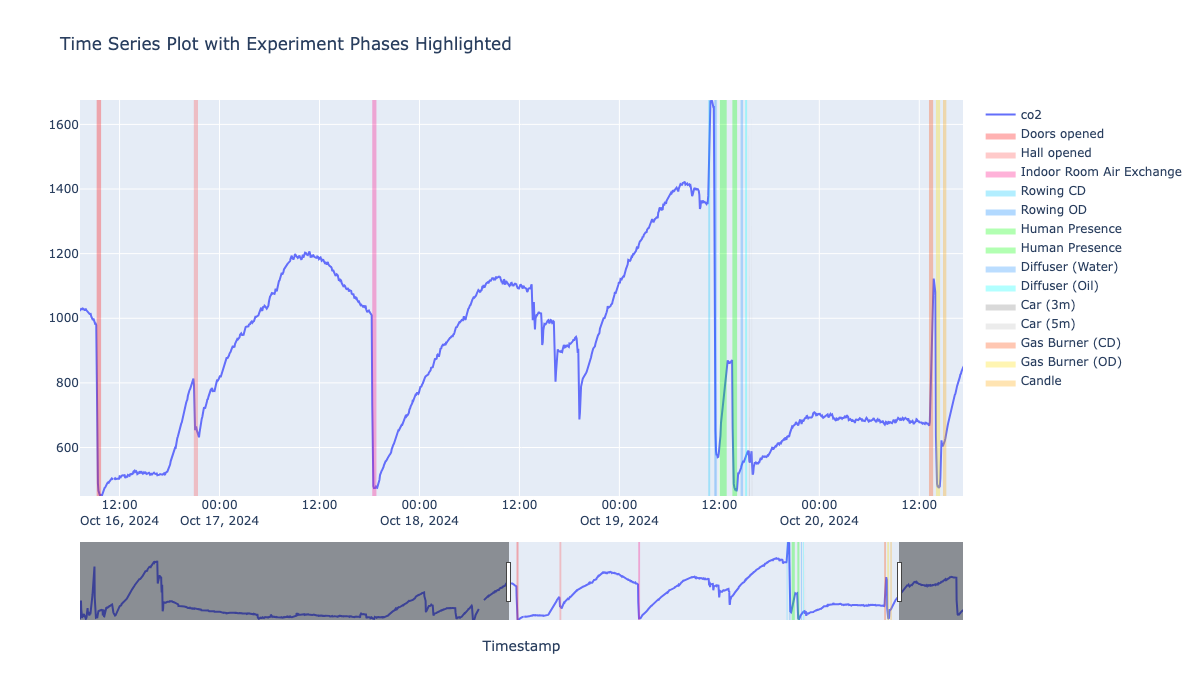 Time Series Plot with Experiment Phases Highlighted
1600
1400
1200
1000
800
600
12:00
Oct 16, 2024
00:00
Oct 17, 2024
12:00
00:00
Oct 18, 2024
12:00
00:00
Oct 19, 2024
12:00
00:00
Oct 20, 2024
12:00
Timestamp
co2
Doors opened
Hall opened
Indoor Room Air Exchange
Rowing CD
Rowing OD
Human Presence
Human Presence
Diffuser (Water)
Diffuser (Oil)
Car (3m)
Car (5m)
Gas Burner (CD)
Gas Burner (OD)
Candle